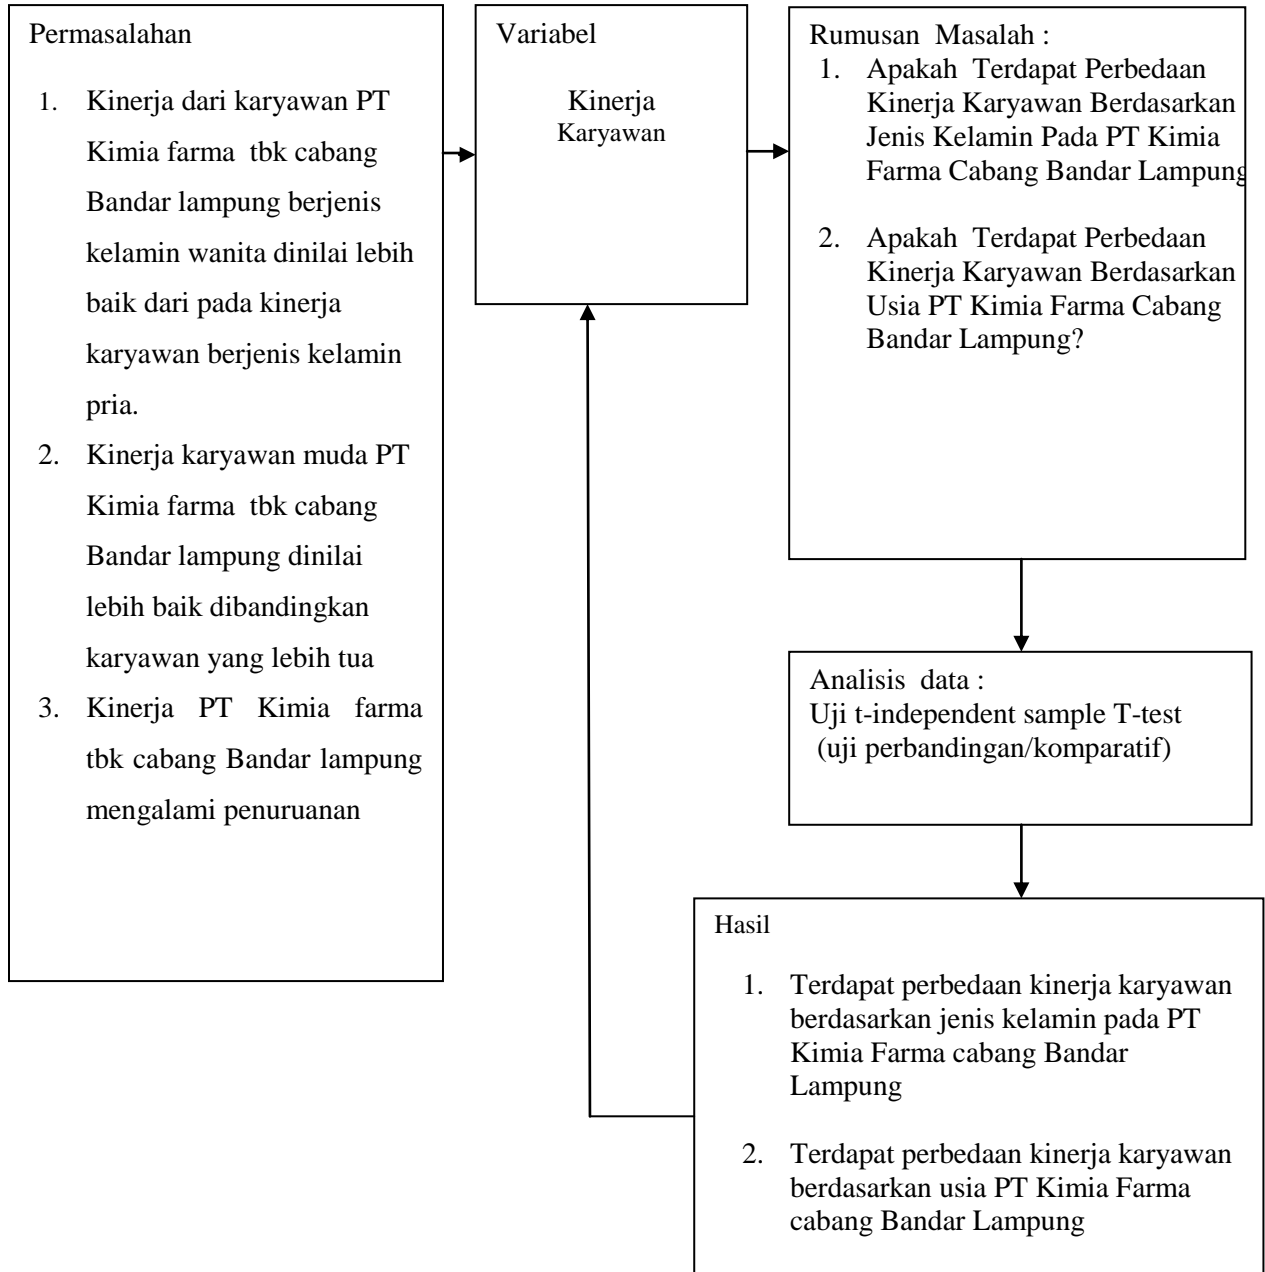 Permasalahan
1. Kinerja dari karyawan PT
Kimia farma tbk cabang
Bandar lampung berjenis
kelamin wanita dinilai lebih
baik dari pada kinerja
karyawan berjenis kelamin
pria.
2. Kinerja karyawan muda PT
Kimia farma tbk cabang
Bandar lampung dinilai
lebih baik dibandingkan
karyawan yang lebih tua
3. Kinerja PT Kimia farma
tbk cabang Bandar lampung
mengalami penuruanan
Variabel
Kinerja
Karyawan
Rumusan Masalah :
1. Apakah Terdapat Perbedaan
Kinerja Karyawan Berdasarkan
Jenis Kelamin Pada PT Kimia
Farma Cabang Bandar Lampung
2. Apakah Terdapat Perbedaan
Kinerja Karyawan Berdasarkan
Usia PT Kimia Farma Cabang
Bandar Lampung?
Analisis data :
Uji t-independent sample T-test
(uji perbandingan/komparatif)
Hasil
1. Terdapat perbedaan kinerja karyawan
berdasarkan jenis kelamin pada PT
Kimia Farma cabang Bandar
Lampung
2. Terdapat perbedaan kinerja karyawan
berdasarkan usia PT Kimia Farma
cabang Bandar Lampung